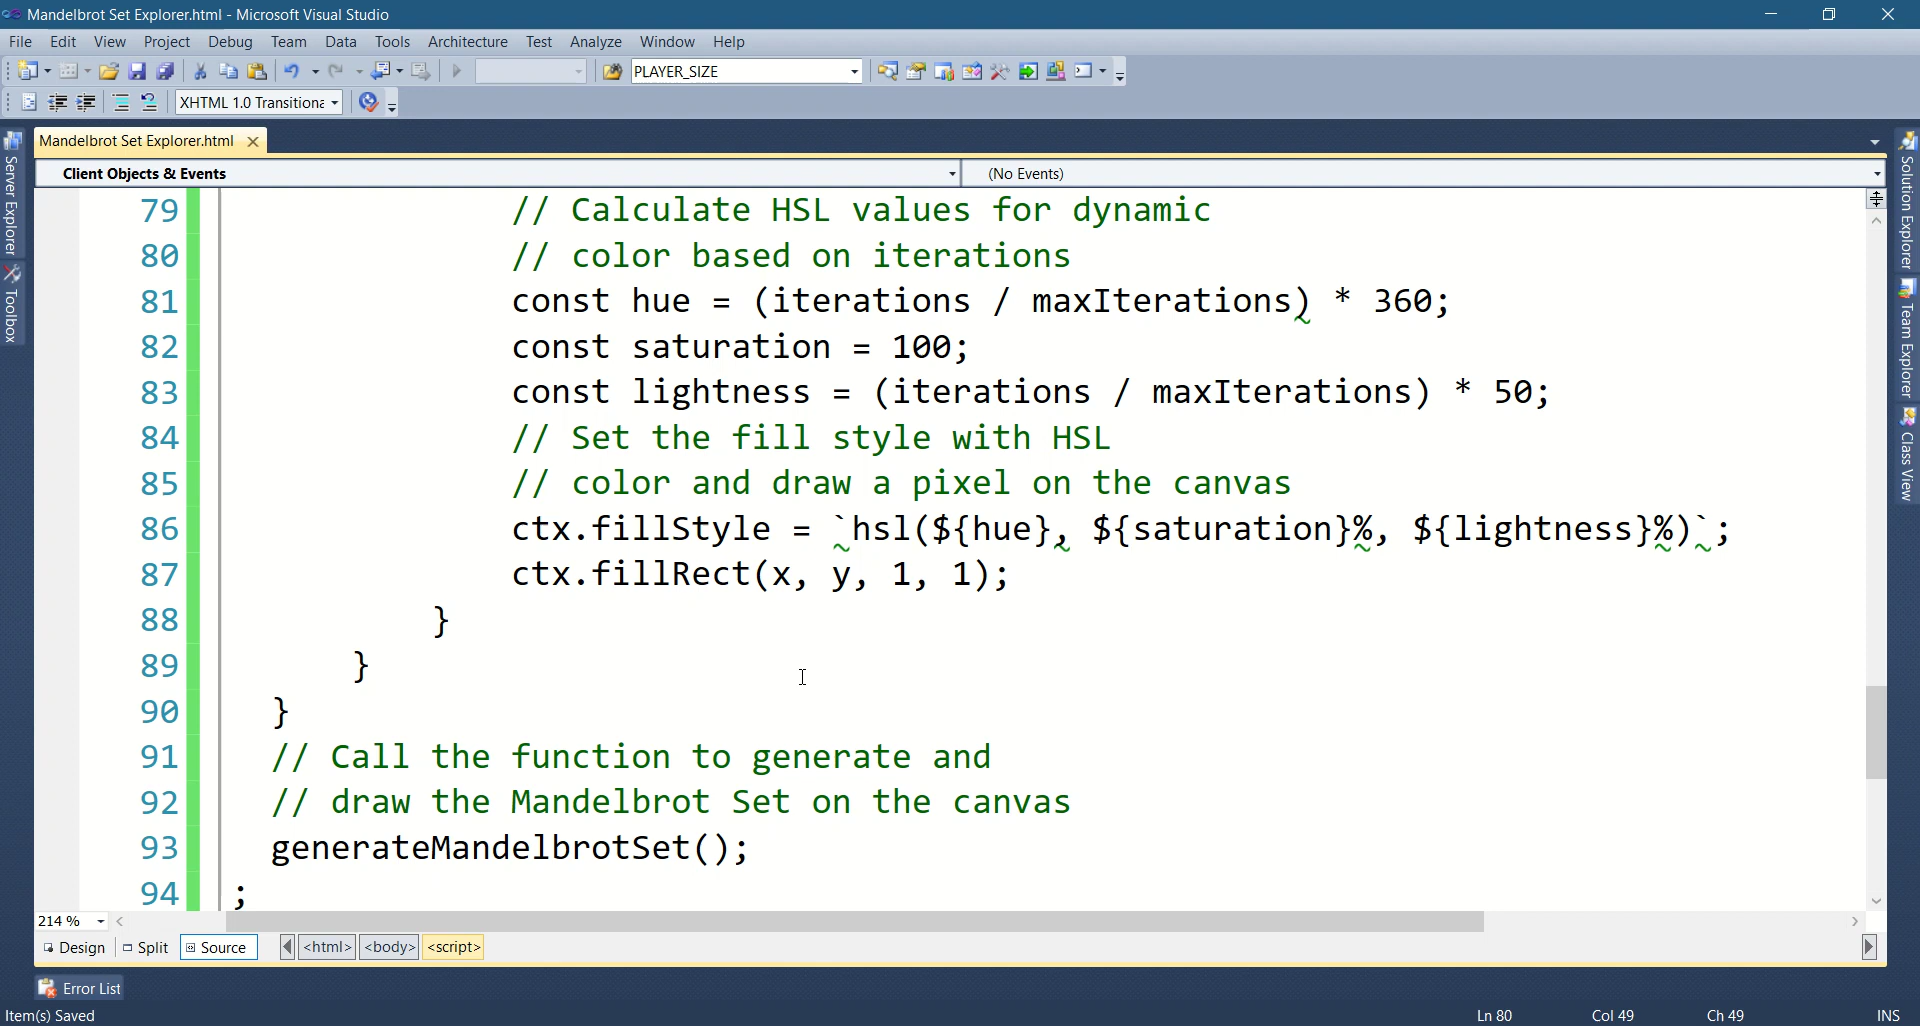 Mandelbrot Set Explorer.html - Microsoft Visual Studio
File Edit View Project Debug Team Data Tools Architecture Test Analyze Window Help
PLAYER_SIZE
XHTML 1.0 Transitiona
Mandelbrot Set Explorer.html
Client Objects & Events
(No Events)
79 // Calculate HSL values for dynamic
80 // color based on iterations
81 const hue = (iterations / maxIterations) * 360;
82 const saturation = 100;
83 const lightness = (iterations / maxIterations) * 50;
84 // Set the fill style with HSL
85 // color and draw a pixel on the canvas
86 ctx.fillStyle = `hsl(${hue}, ${saturation}%, ${lightness}%)`;
87 ctx.fillRect(x, y, 1, 1);
88 }
89 }
90 }
91 // Call the function to generate and
92 // draw the Mandelbrot Set on the canvas
93 generateMandelbrotSet();
94 ;
214 %
Design Split Source <html> <body> <script>
Error List
Item(s) Saved Ln 80 Col 49 Ch 49 INS
Server Explorer
Toolbox
Solution Explorer
Team Explorer
Class View